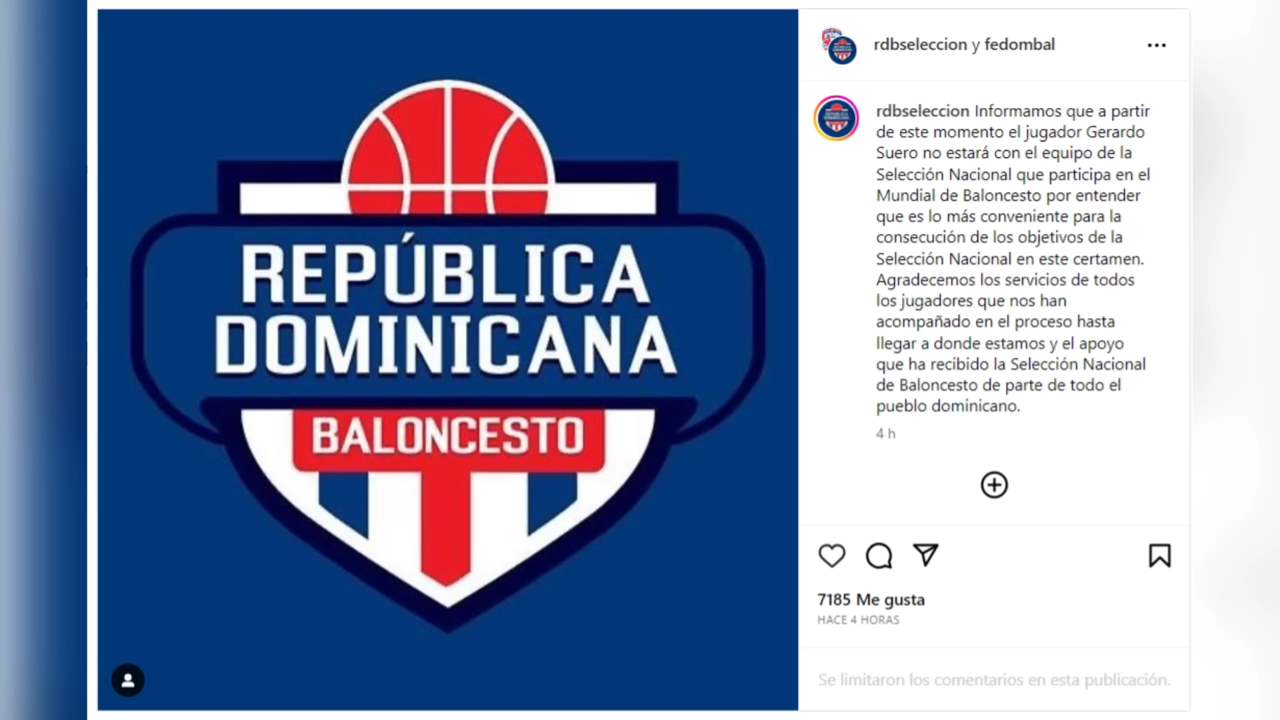 REPÚBLICA
DOMINICANA
BALONCESTO
rdbseleccion y fedombal
rdbseleccion Informamos que a partir
de este momento el jugador Gerardo
Suero no estará con el equipo de la
Selección Nacional que participa en el
Mundial de Baloncesto por entender
que es lo más conveniente para la
consecución de los objetivos de la
Selección Nacional en este certamen.
Agradecemos los servicios de todos
los jugadores que nos han
acompañado en el proceso hasta
llegar a donde estamos y el apoyo
que ha recibido la Selección Nacional
de Baloncesto de parte de todo el
pueblo dominicano.
4 h
7185 Me gusta
HACE 4 HORAS
Se limitaron los comentarios en esta publicación.